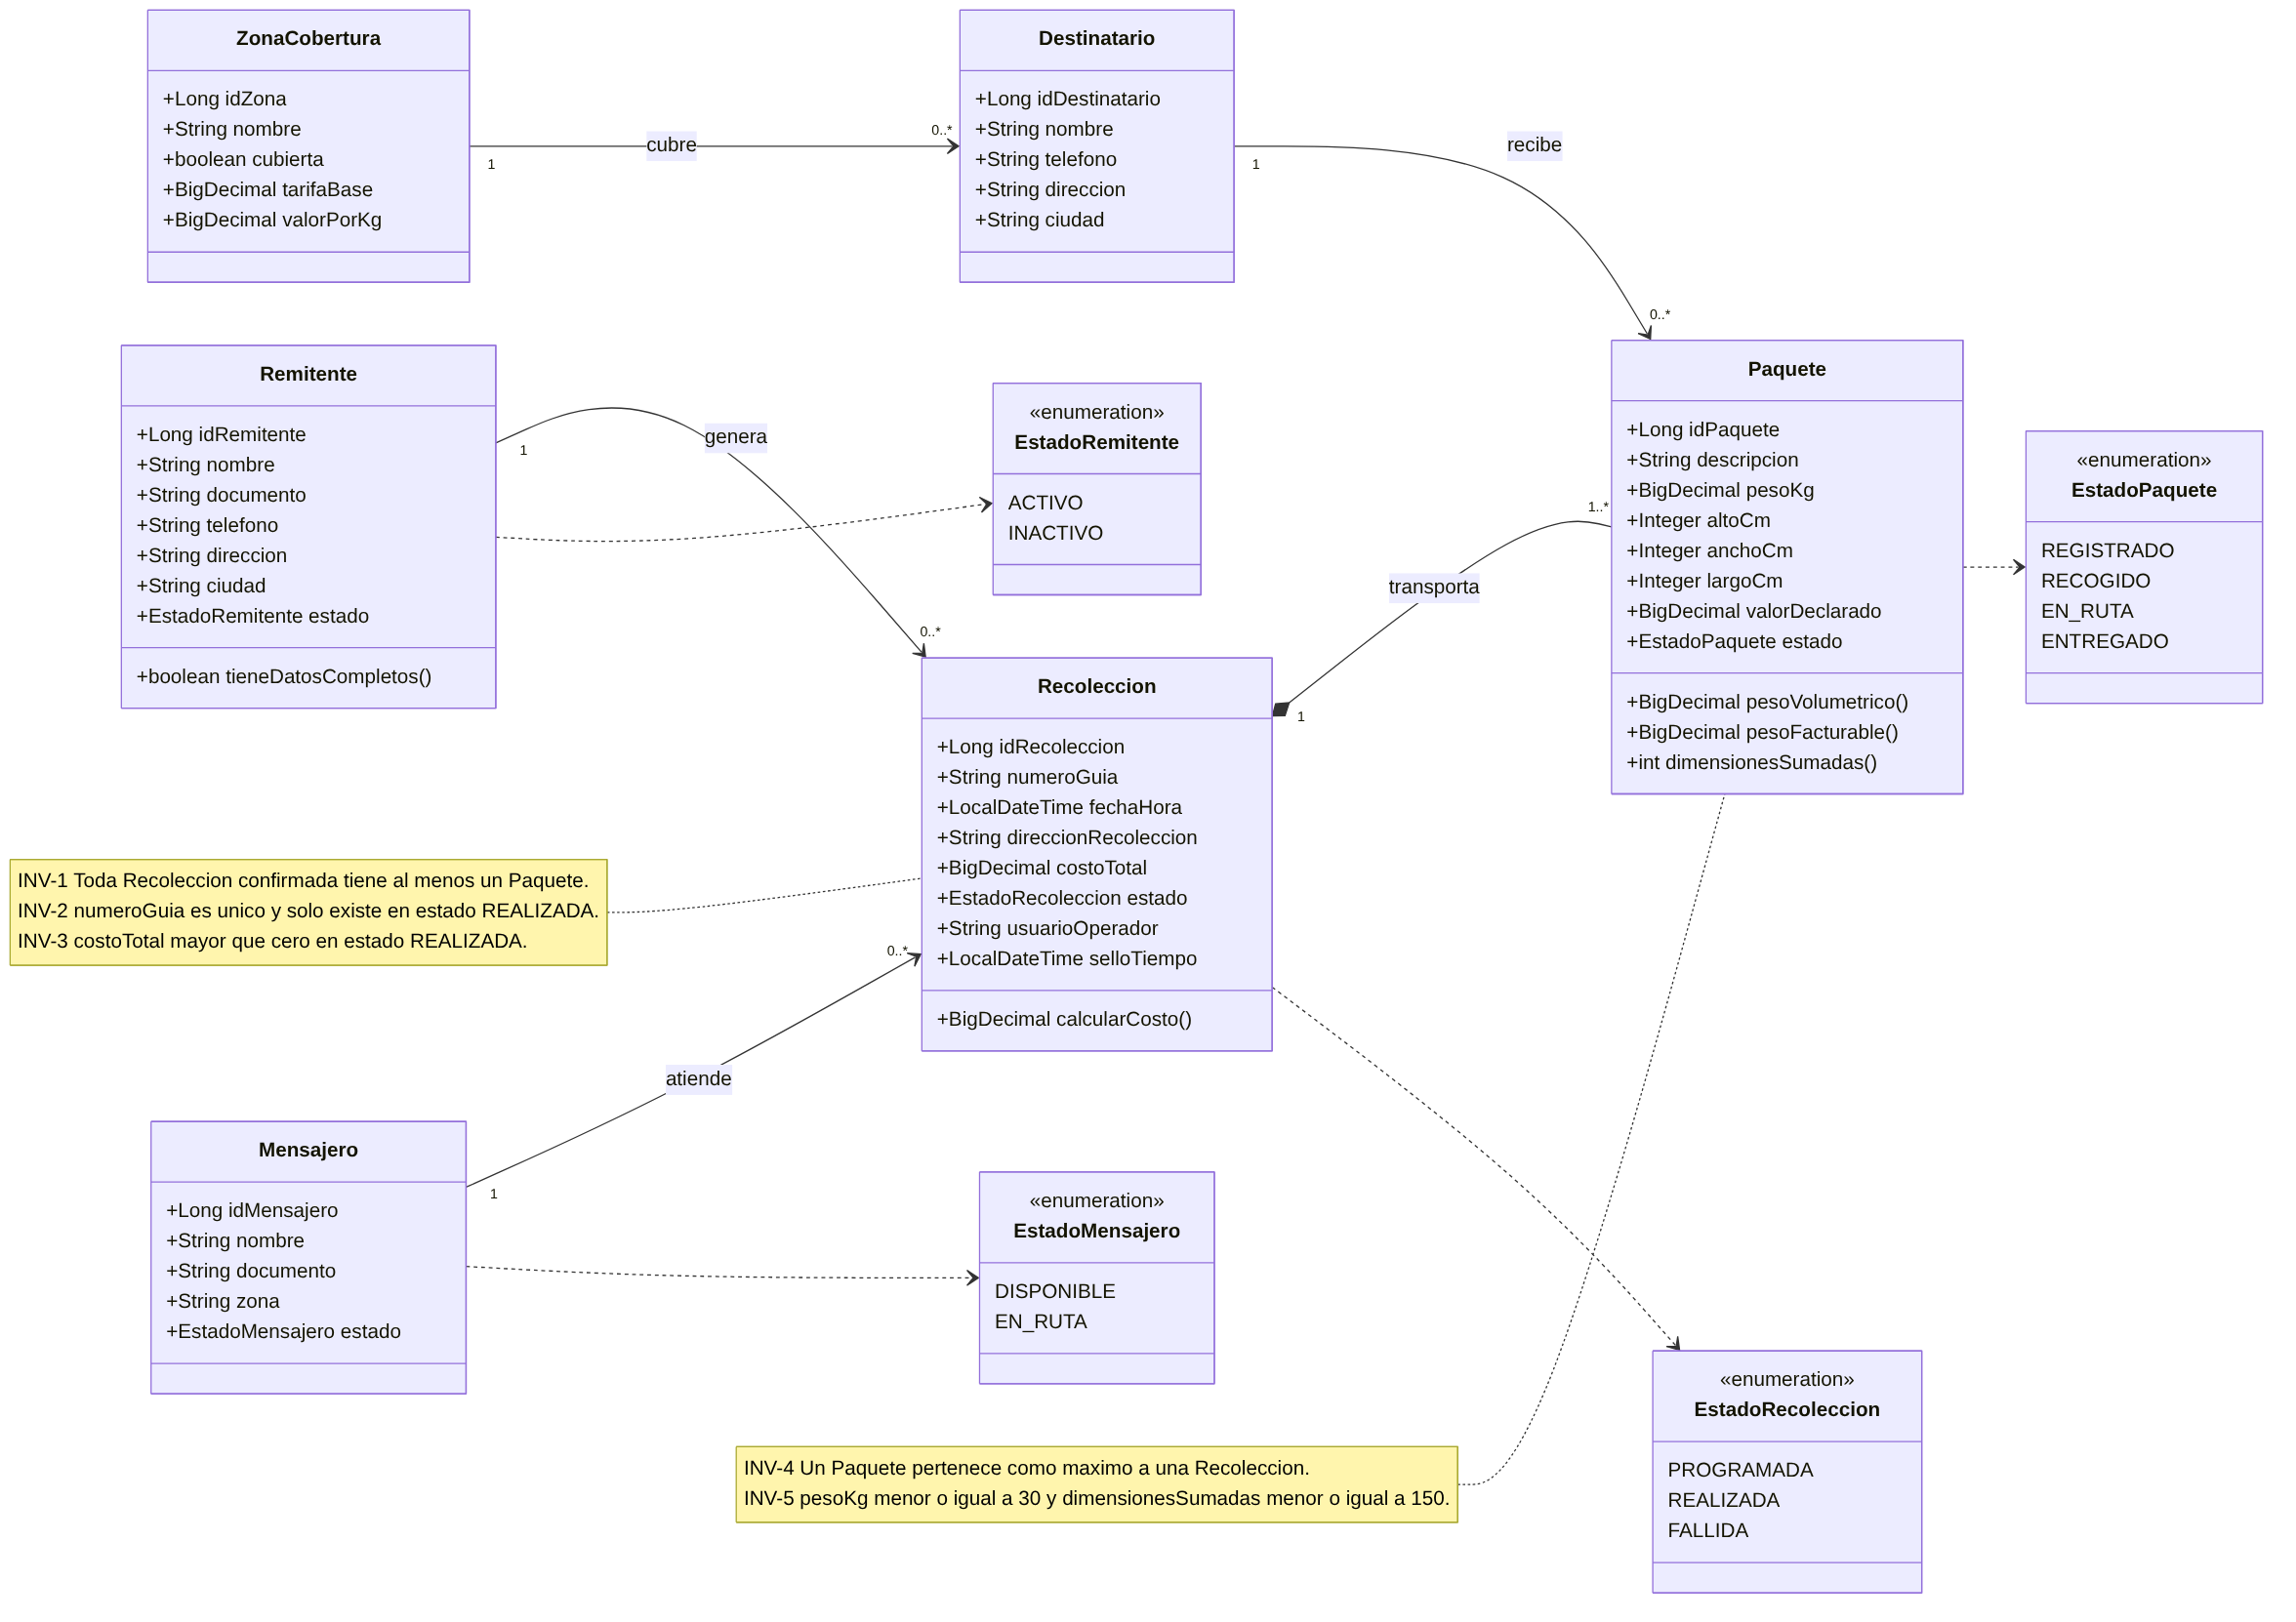 ZonaCobertura
+Long idZona
+String nombre
+boolean cubierta
+BigDecimal tarifaBase
+BigDecimal valorPorKg
1
cubre
0..*
Destinatario
+Long idDestinatario
+String nombre
+String telefono
+String direccion
+String ciudad
1
recibe
0..*
Remitente
+Long idRemitente
+String nombre
+String documento
+String telefono
+String direccion
+String ciudad
+EstadoRemitente estado
+boolean tieneDatosCompletos()
1
genera
0..*
«enumeration»
EstadoRemitente
ACTIVO
INACTIVO
Paquete
+Long idPaquete
+String descripcion
+BigDecimal pesoKg
+Integer altoCm
+Integer anchoCm
+Integer largoCm
+BigDecimal valorDeclarado
+EstadoPaquete estado
+BigDecimal pesoVolumetrico()
+BigDecimal pesoFacturable()
+int dimensionesSumadas()
«enumeration»
EstadoPaquete
REGISTRADO
RECOGIDO
EN_RUTA
ENTREGADO
1..*
transporta
1
Recoleccion
+Long idRecoleccion
+String numeroGuia
+LocalDateTime fechaHora
+String direccionRecoleccion
+BigDecimal costoTotal
+EstadoRecoleccion estado
+String usuarioOperador
+LocalDateTime selloTiempo
+BigDecimal calcularCosto()
INV-1 Toda Recoleccion confirmada tiene al menos un Paquete.
INV-2 numeroGuia es unico y solo existe en estado REALIZADA.
INV-3 costoTotal mayor que cero en estado REALIZADA.
0..*
atiende
1
Mensajero
+Long idMensajero
+String nombre
+String documento
+String zona
+EstadoMensajero estado
«enumeration»
EstadoMensajero
DISPONIBLE
EN_RUTA
«enumeration»
EstadoRecoleccion
PROGRAMADA
REALIZADA
FALLIDA
INV-4 Un Paquete pertenece como maximo a una Recoleccion.
INV-5 pesoKg menor o igual a 30 y dimensionesSumadas menor o igual a 150.